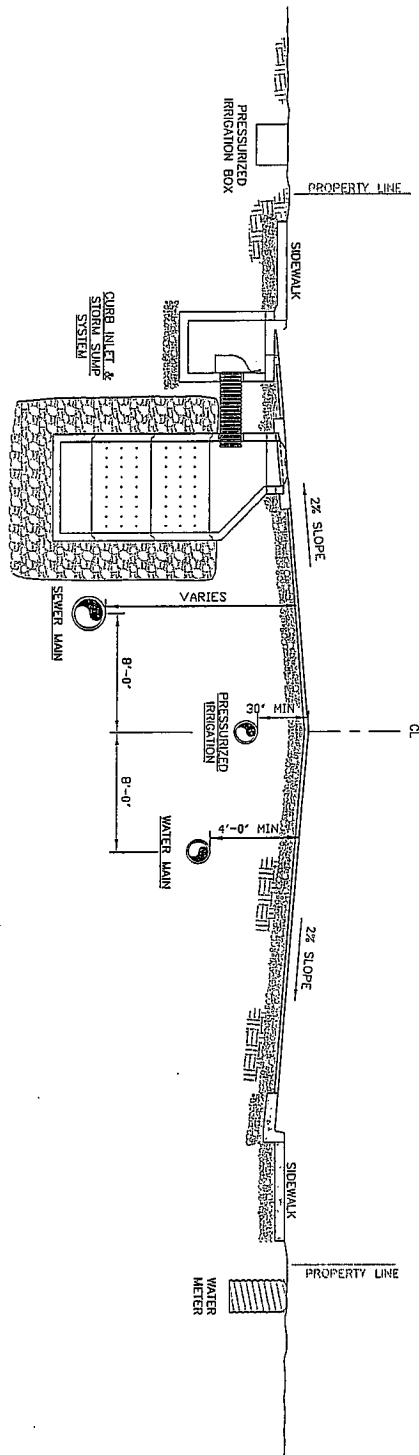 PRESSURIZED
IRRIGATION BOX
PROPERTY LINE
SIDEWALK
CURB INLET &
STORM SUMP
SYSTEM
2% SLOPE
VARIES
SEWER MAIN
8'-0"
PRESSURIZED
IRRIGATION
30" MIN
CL
8'-0"
WATER MAIN
4'-0" MIN
2% SLOPE
SIDEWALK
PROPERTY LINE
WATER
METER